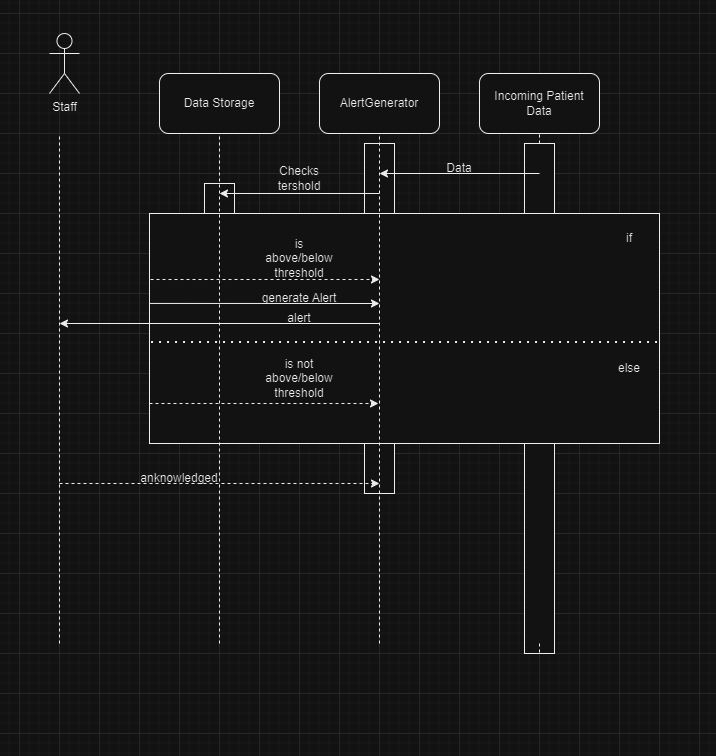 Staff
Data Storage
AlertGenerator
Incoming Patient
Data
Data
Checks
tershold
if
is
above/below
threshold
generate Alert
alert
else
is not
above/below
threshold
anknowledged